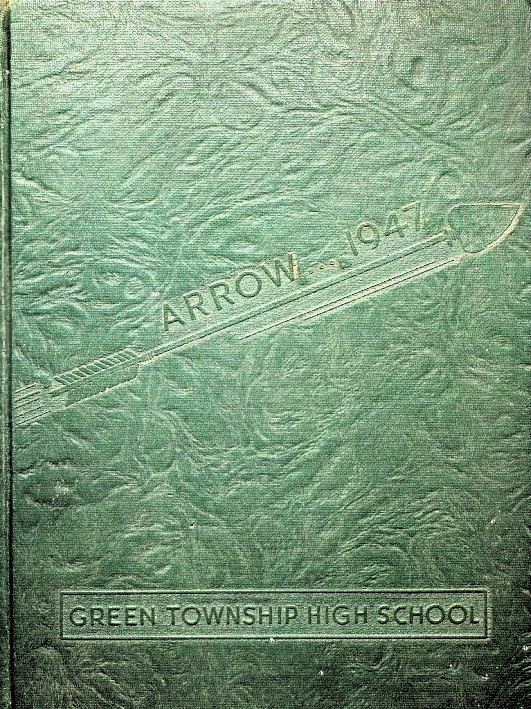 ARROW... 1947
GREEN TOWNSHIP HIGH SCHOOL